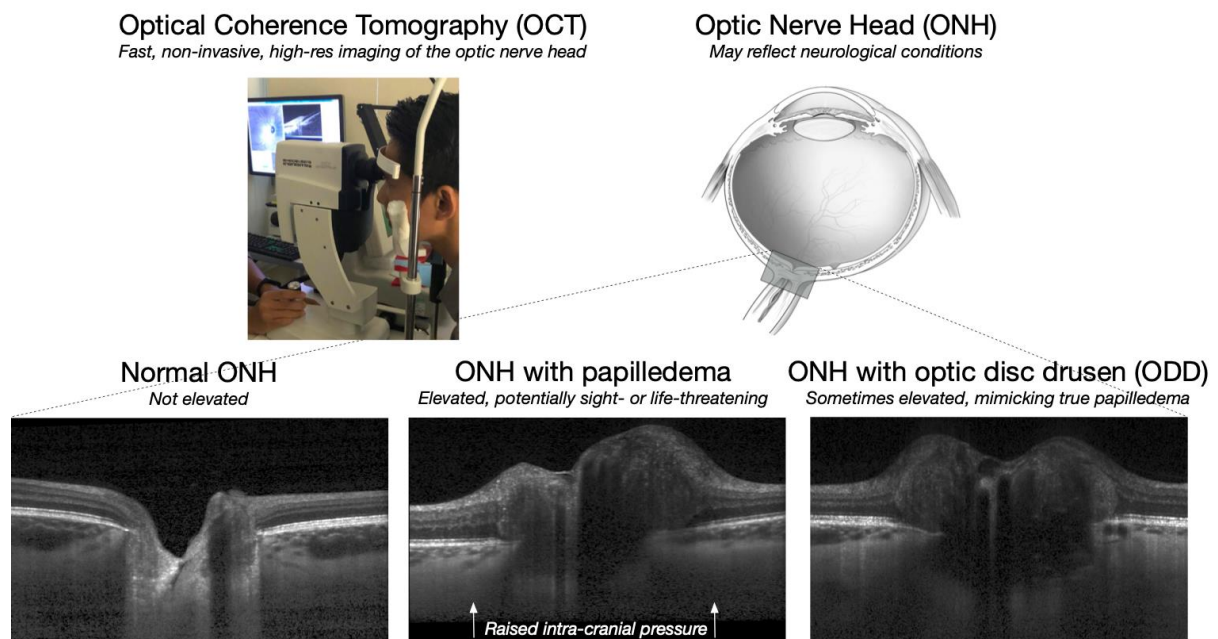 Optical Coherence Tomography (OCT)
Fast, non-invasive, high-res imaging of the optic nerve head
Optic Nerve Head (ONH)
May reflect neurological conditions
Normal ONH
Not elevated
ONH with papilledema
Elevated, potentially sight- or life-threatening
ONH with optic disc drusen (ODD)
Sometimes elevated, mimicking true papilledema
Raised intra-cranial pressure